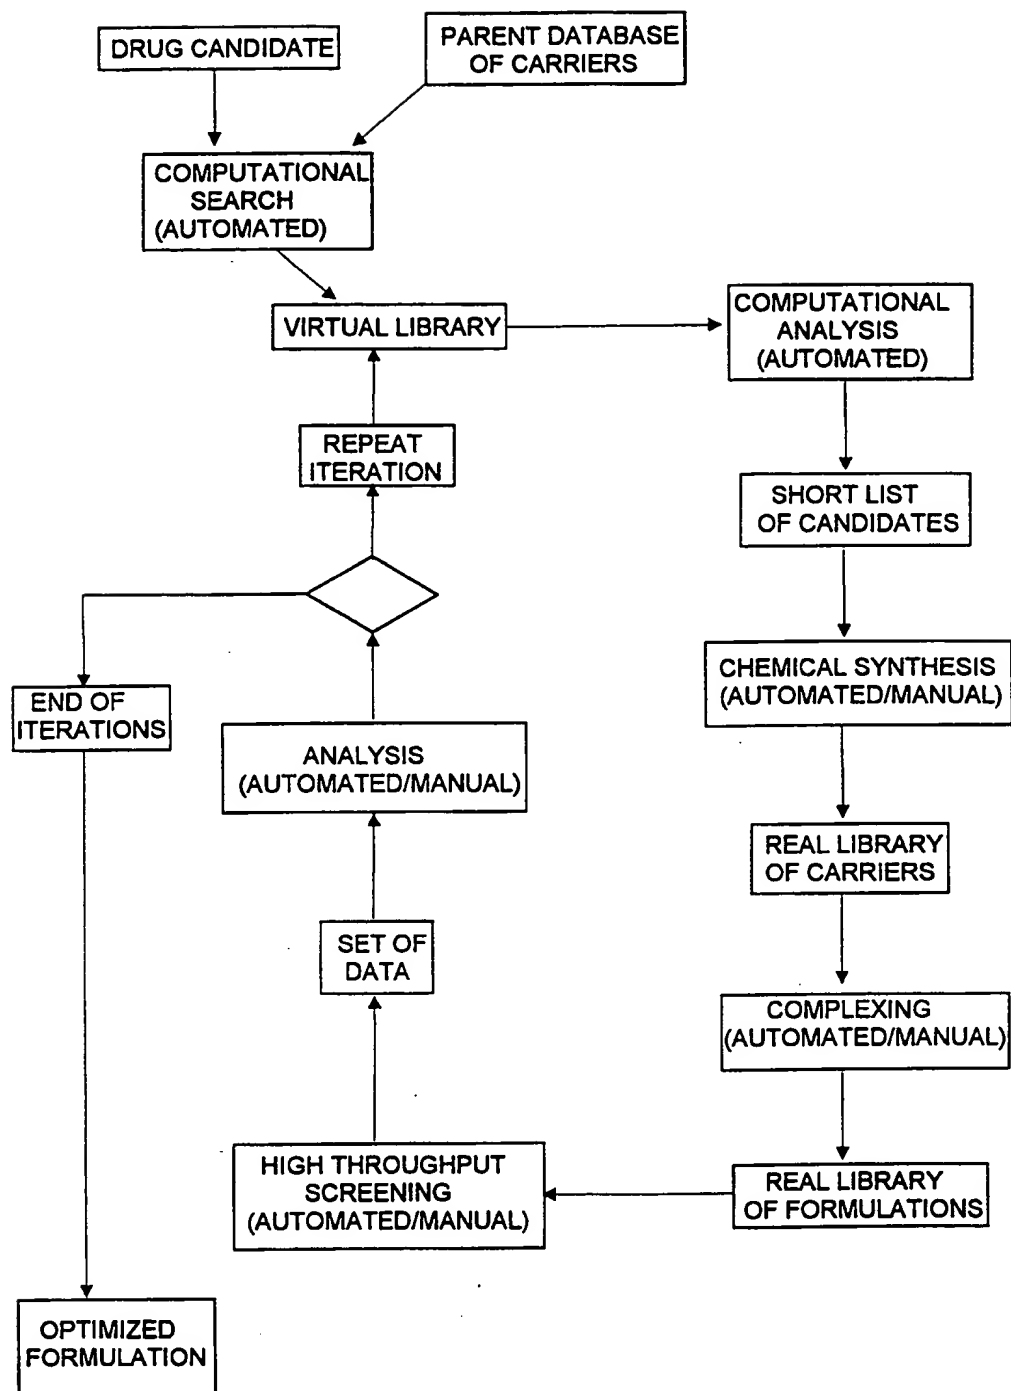 DRUG CANDIDATE
PARENT DATABASE
OF CARRIERS
COMPUTATIONAL
SEARCH
(AUTOMATED)
VIRTUAL LIBRARY
COMPUTATIONAL
ANALYSIS
(AUTOMATED)
REPEAT
ITERATION
SHORT LIST
OF CANDIDATES
CHEMICAL SYNTHESIS
(AUTOMATED/MANUAL)
END OF
ITERATIONS
ANALYSIS
(AUTOMATED/MANUAL)
REAL LIBRARY
OF CARRIERS
SET OF
DATA
COMPLEXING
(AUTOMATED/MANUAL)
HIGH THROUGHPUT
SCREENING
(AUTOMATED/MANUAL)
REAL LIBRARY
OF FORMULATIONS
OPTIMIZED
FORMULATION